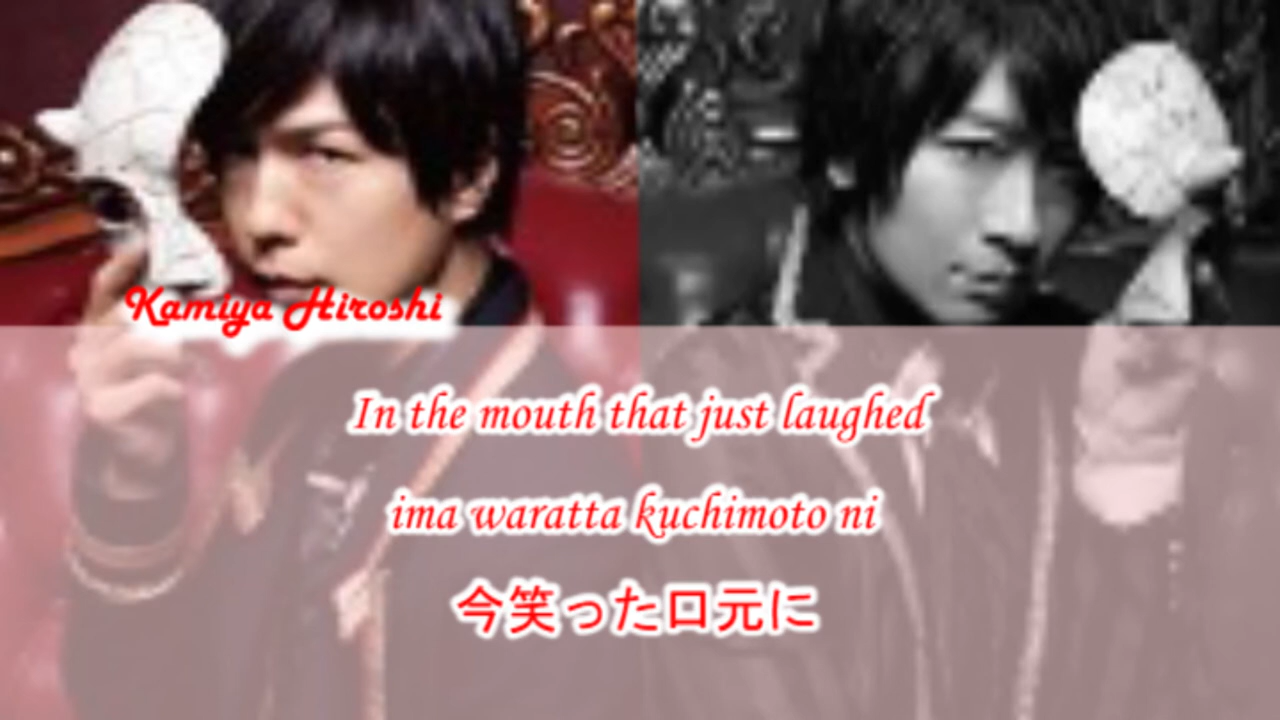 Kamiya Hiroshi
In the mouth that just laughed
ima waratta kuchimoto ni
今笑った口元に